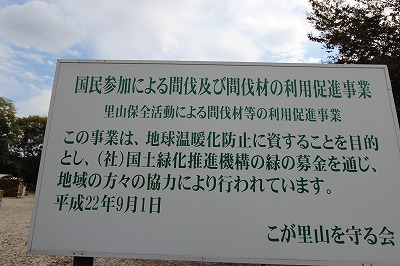 国民参加による間伐及び間伐材の利用促進事業
里山保全活動による間伐材等の利用促進事業
この事業は、地球温暖化防止に資することを目的
とし、(社)国土緑化推進機構の緑の募金を通じ、
地域の方々の協力により行われています。
平成22年9月1日
こが里山を守る会